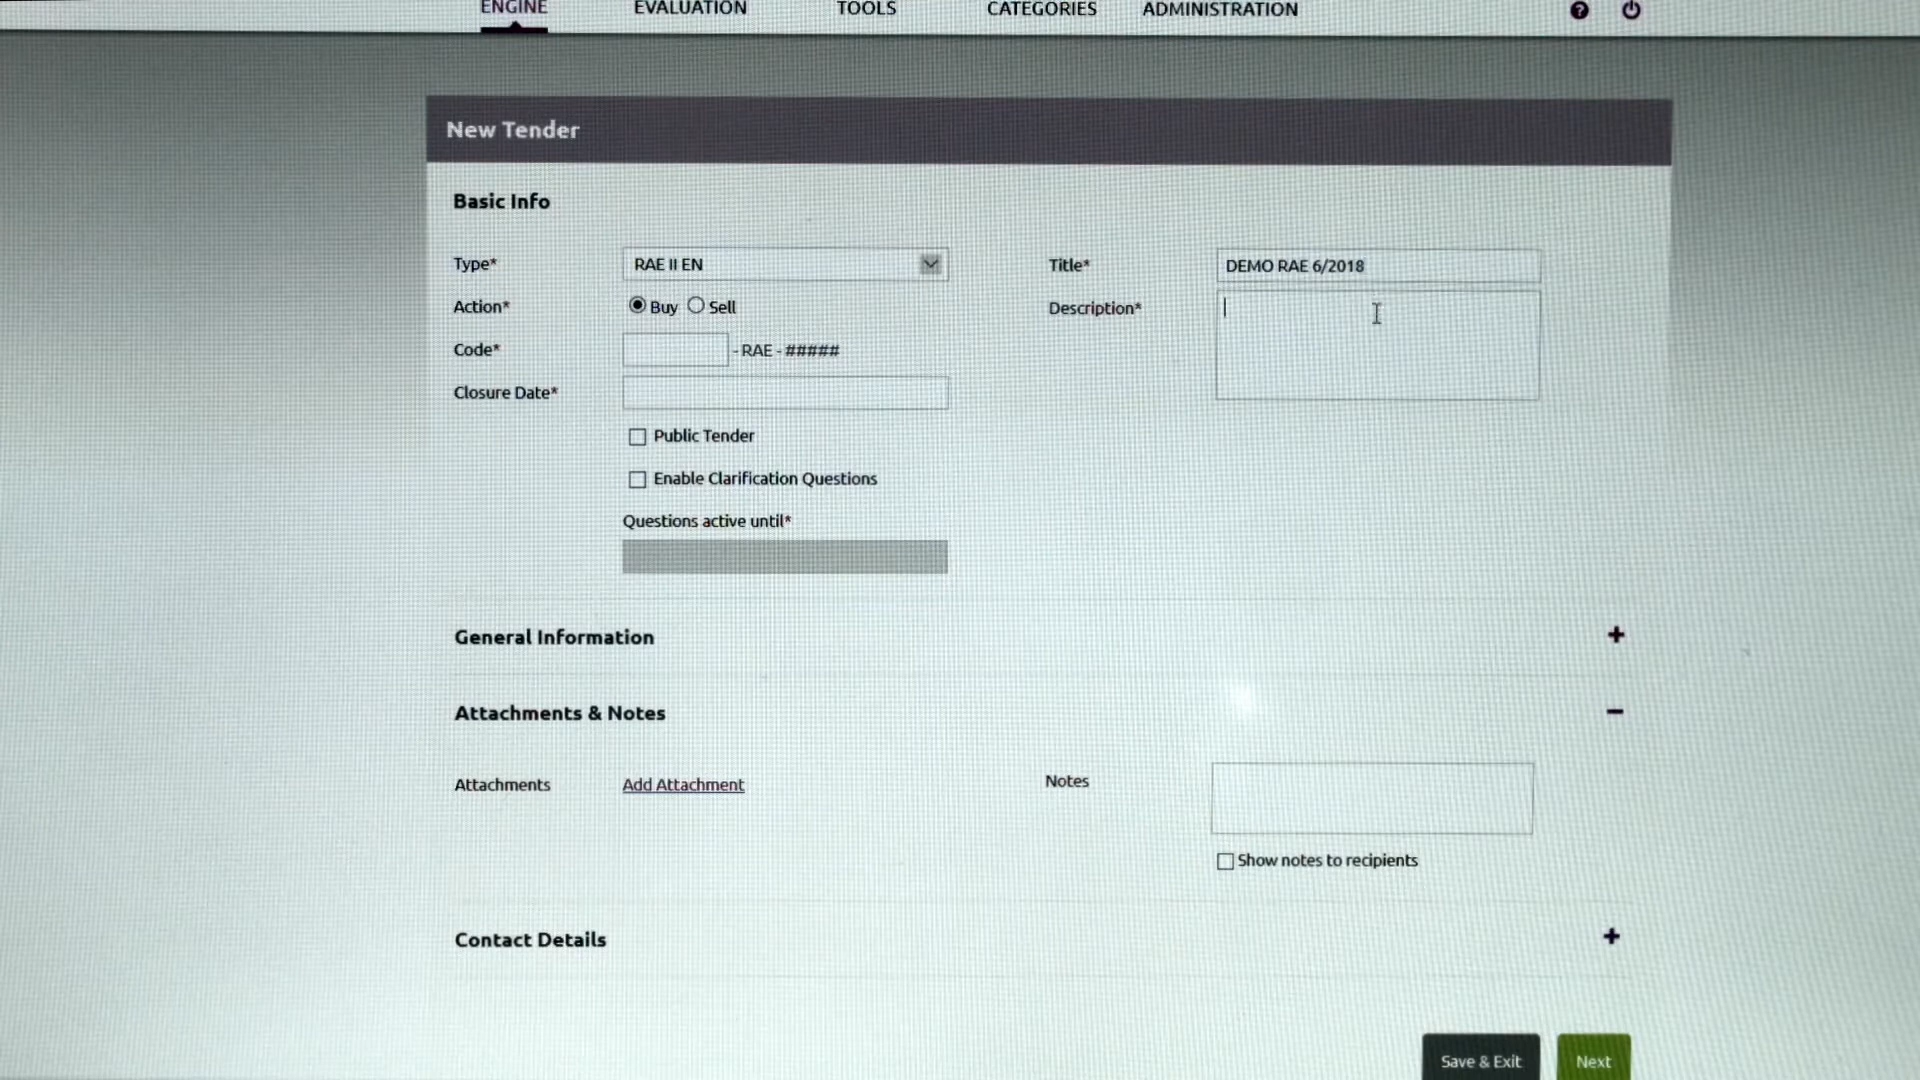 ENGINE EVALUATION TOOLS CATEGORIES ADMINISTRATION ?
New Tender
Basic Info
Type* RAE II EN Title* DEMO RAE 6/2018
Action* Buy Sell Description*
Code* - RAE - #####
Closure Date*
Public Tender
Enable Clarification Questions
Questions active until*
General Information +
Attachments & Notes −
Attachments Add Attachment Notes
Show notes to recipients
Contact Details +
Save & Exit Next